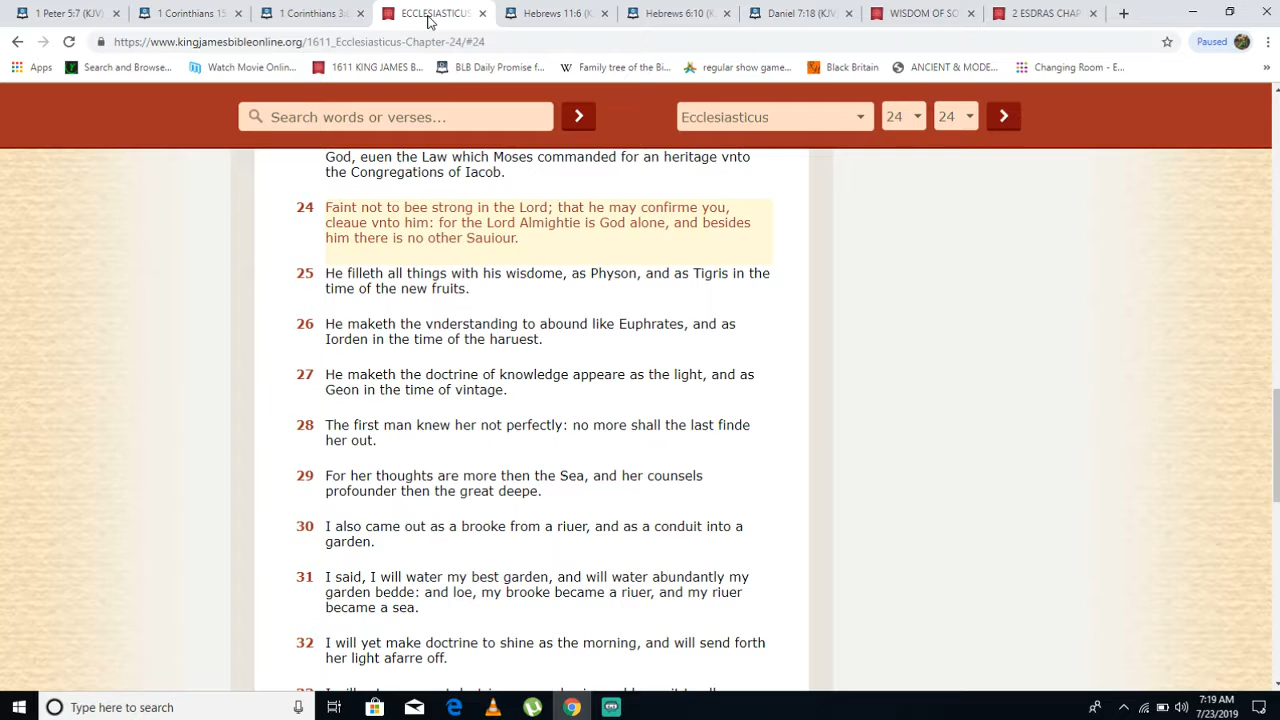 1 Peter 5:7 (KJV)
1 Corinthians 15:
1 Corinthians 3:
ECCLESIASTICUS
Hebrews 11:6 (K
Hebrews 6:10 (K
Daniel 7:18 (KJV)
WISDOM OF SO
2 ESDRAS CHAP
https://www.kingjamesbibleonline.org/1611_Ecclesiasticus-Chapter-24/#24
Paused
Apps
Search and Browse...
Watch Movie Onlin...
1611 KING JAMES B...
BLB Daily Promise f...
Family tree of the Bi...
regular show game...
Black Britain
ANCIENT & MODE...
Changing Room - E...
»
Search words or verses...
Ecclesiasticus
24
24
God, euen the Law which Moses commanded for an heritage vnto
the Congregations of Iacob.
24 Faint not to bee strong in the Lord; that he may confirme you,
cleaue vnto him: for the Lord Almightie is God alone, and besides
him there is no other Sauiour.
25 He filleth all things with his wisdome, as Physon, and as Tigris in the
time of the new fruits.
26 He maketh the vnderstanding to abound like Euphrates, and as
Iorden in the time of the haruest.
27 He maketh the doctrine of knowledge appeare as the light, and as
Geon in the time of vintage.
28 The first man knew her not perfectly: no more shall the last finde
her out.
29 For her thoughts are more then the Sea, and her counsels
profounder then the great deepe.
30 I also came out as a brooke from a riuer, and as a conduit into a
garden.
31 I said, I will water my best garden, and will water abundantly my
garden bedde: and loe, my brooke became a riuer, and my riuer
became a sea.
32 I will yet make doctrine to shine as the morning, and will send forth
her light afarre off.
Type here to search
7:19 AM
7/23/2019